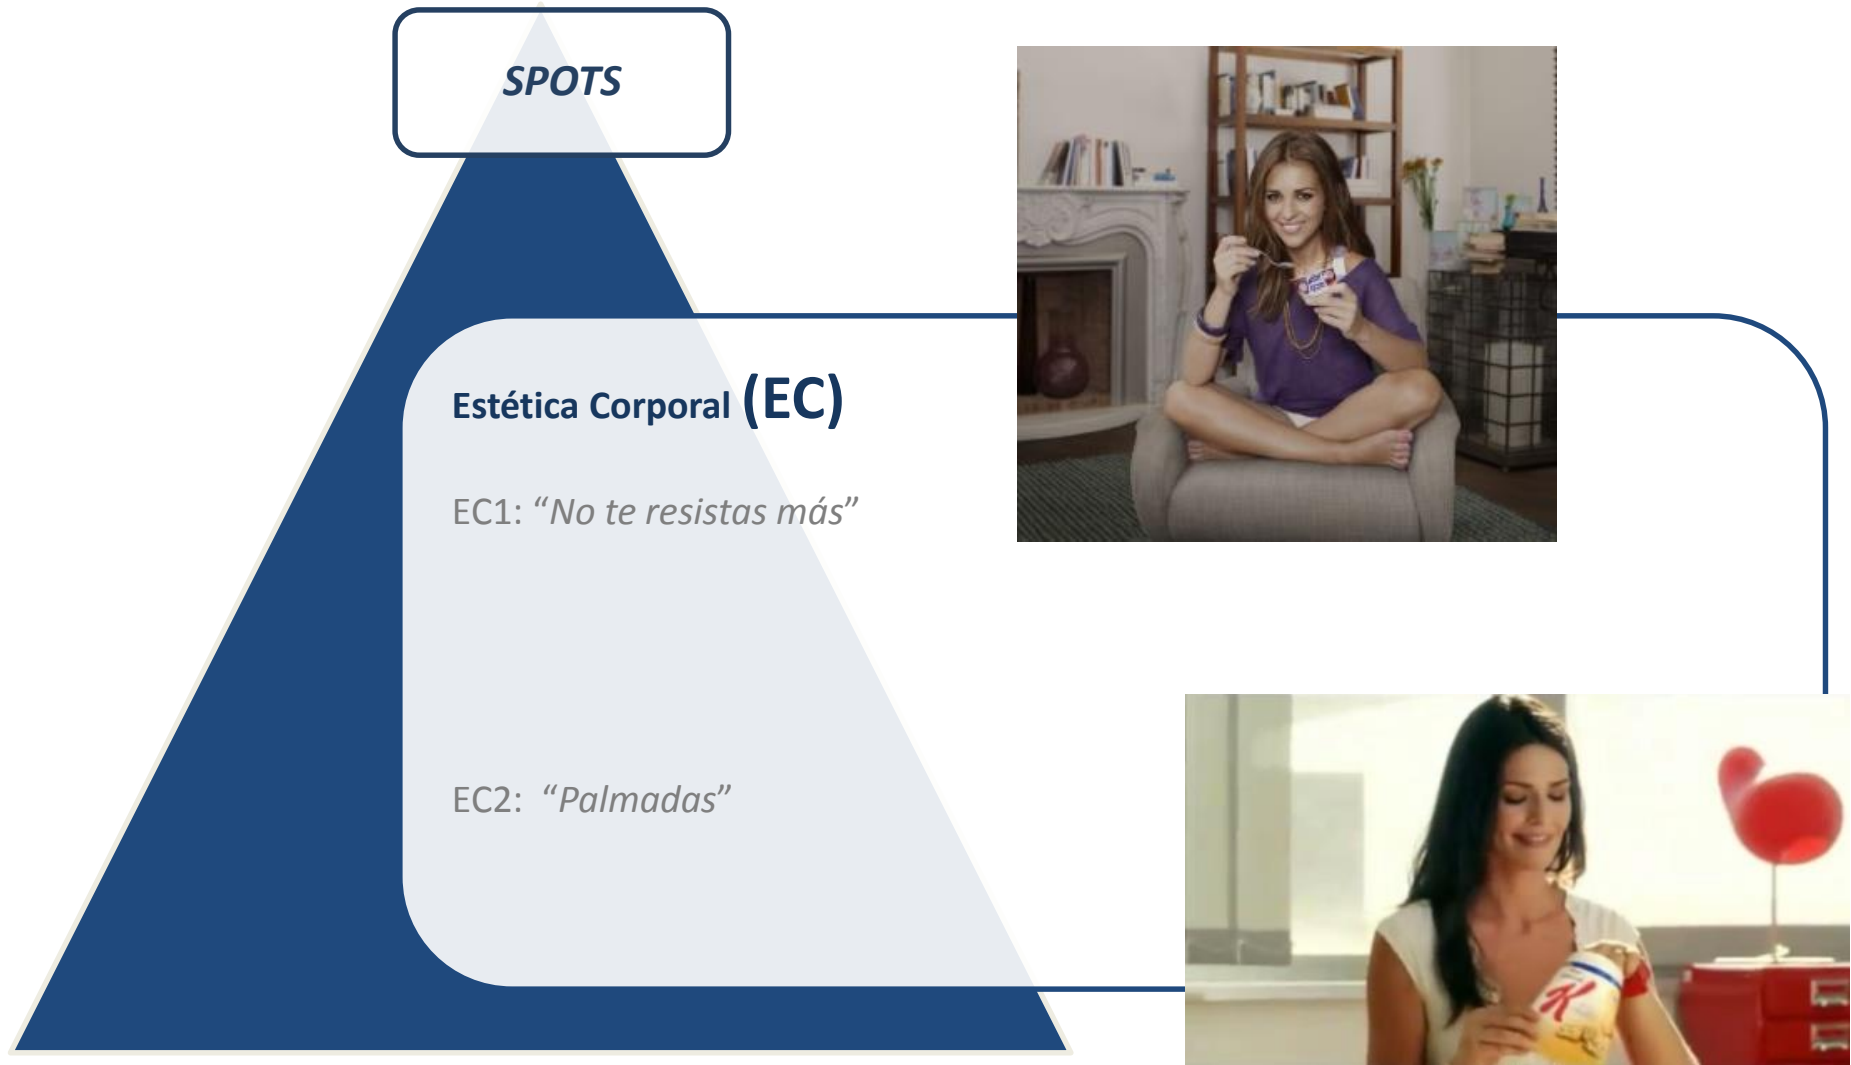 SPOTS
Estética Corporal (EC)
EC1: “No te resistas más”
EC2: “Palmadas”
K